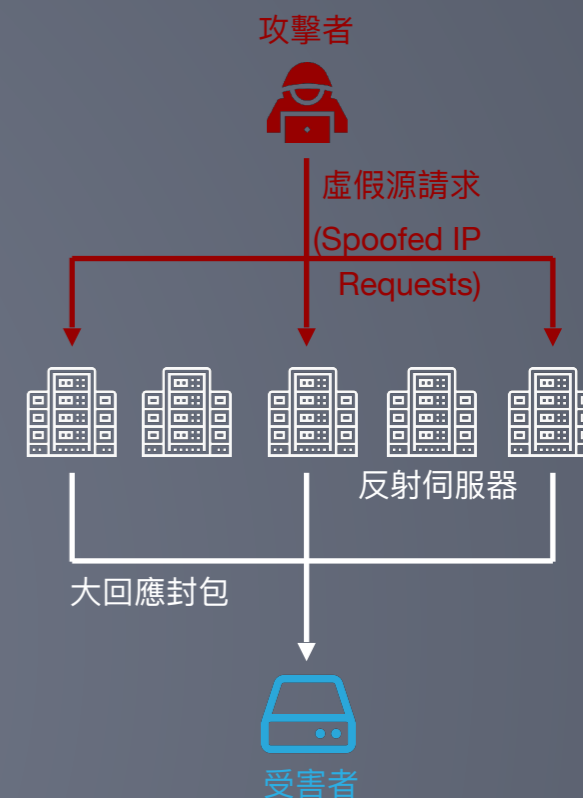 攻擊者
虛假源請求
(Spoofed IP
Requests)
反射伺服器
大回應封包
受害者